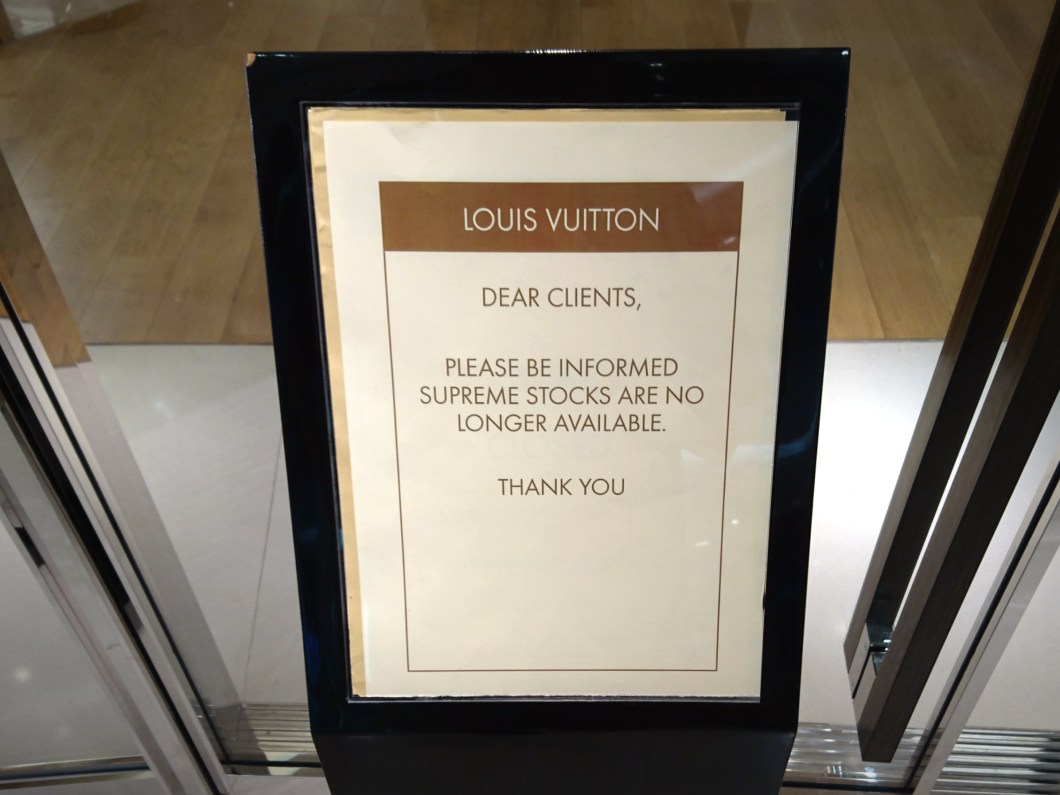 LOUIS VUITTON
DEAR CLIENTS,
PLEASE BE INFORMED
SUPREME STOCKS ARE NO
LONGER AVAILABLE.
THANK YOU